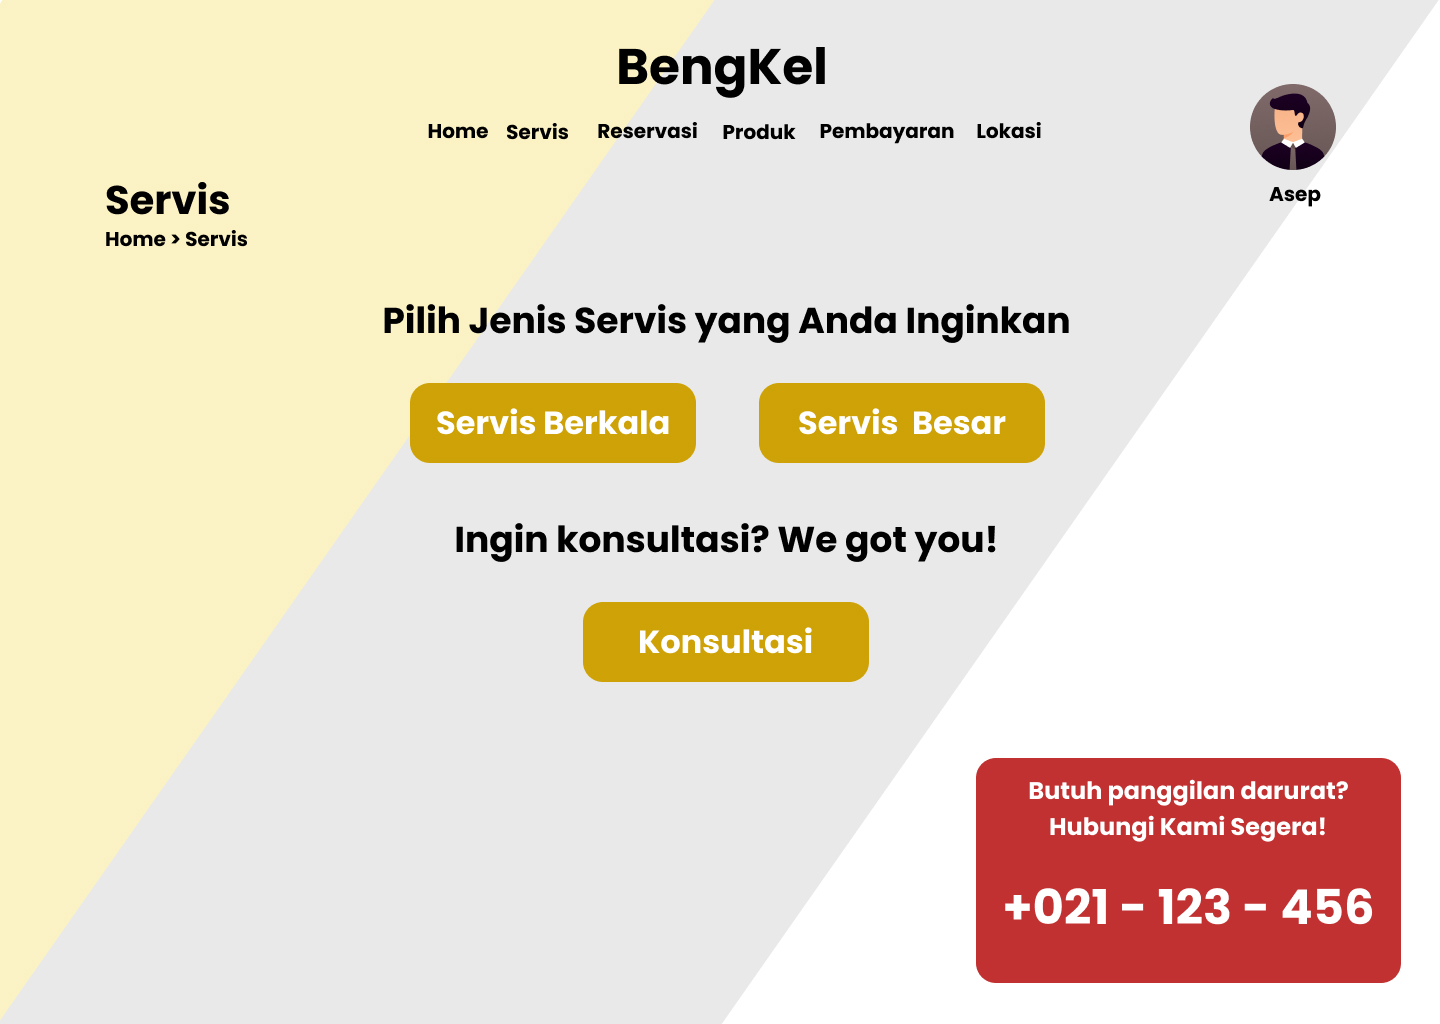 BengKel
Home Servis Reservasi Produk Pembayaran Lokasi
Asep
Servis
Home > Servis
Pilih Jenis Servis yang Anda Inginkan
Servis Berkala
Servis Besar
Ingin konsultasi? We got you!
Konsultasi
Butuh panggilan darurat?
Hubungi Kami Segera!
+021 - 123 - 456